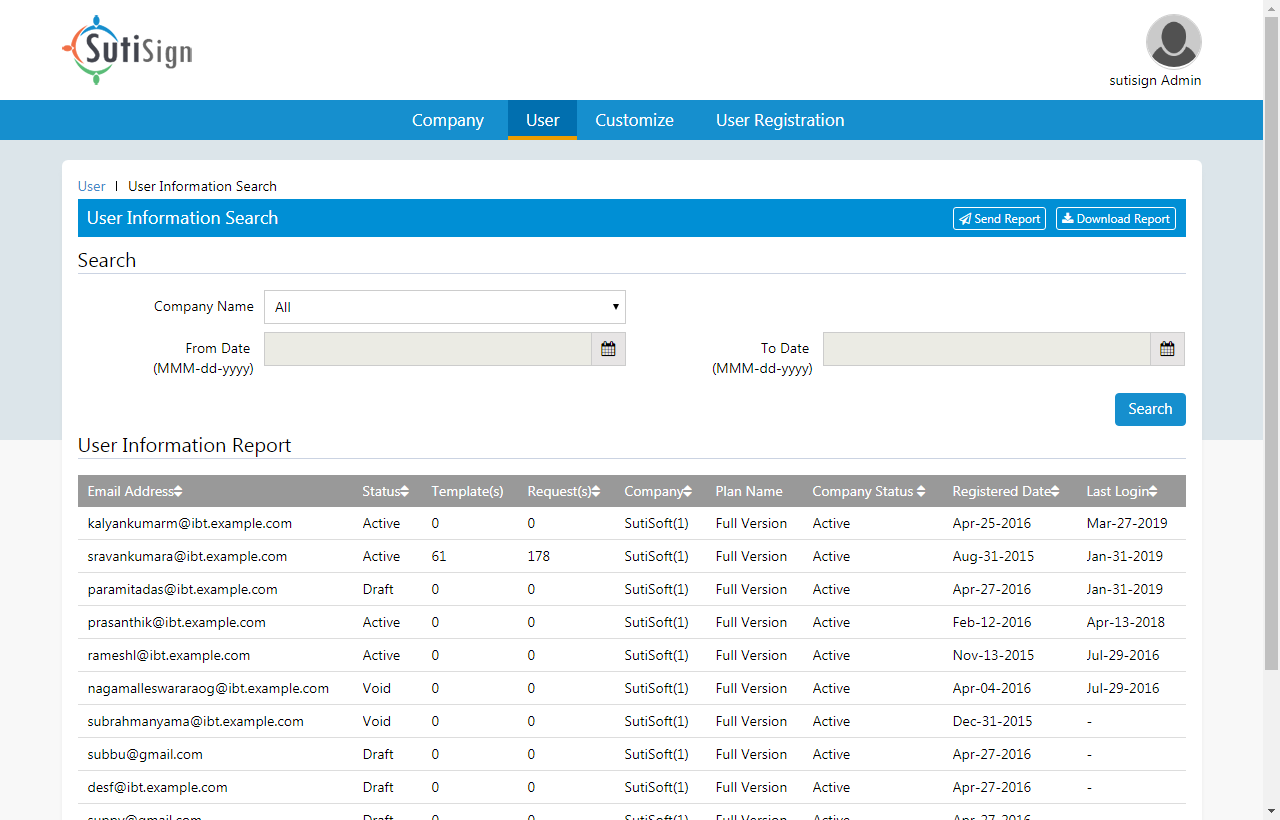 SutiSign
sutisign Admin
Company User Customize User Registration
User I User Information Search
User Information Search Send Report Download Report
Search
Company Name All
From Date To Date
(MMM-dd-yyyy) (MMM-dd-yyyy)
Search
User Information Report
Email Address Status Template(s) Request(s) Company Plan Name Company Status Registered Date Last Login
kalyankumarm@ibt.example.com Active 0 0 SutiSoft(1) Full Version Active Apr-25-2016 Mar-27-2019
sravankumara@ibt.example.com Active 61 178 SutiSoft(1) Full Version Active Aug-31-2015 Jan-31-2019
paramitadas@ibt.example.com Draft 0 0 SutiSoft(1) Full Version Active Apr-27-2016 Jan-31-2019
prasanthik@ibt.example.com Active 0 0 SutiSoft(1) Full Version Active Feb-12-2016 Apr-13-2018
rameshl@ibt.example.com Active 0 0 SutiSoft(1) Full Version Active Nov-13-2015 Jul-29-2016
nagamalleswararaog@ibt.example.com Void 0 0 SutiSoft(1) Full Version Active Apr-04-2016 Jul-29-2016
subrahmanyama@ibt.example.com Void 0 0 SutiSoft(1) Full Version Active Dec-31-2015 -
subbu@gmail.com Draft 0 0 SutiSoft(1) Full Version Active Apr-27-2016 -
desf@ibt.example.com Draft 0 0 SutiSoft(1) Full Version Active Apr-27-2016 -
Draft 0 0 SutiSoft(1) Full Version Active Apr-27-2016